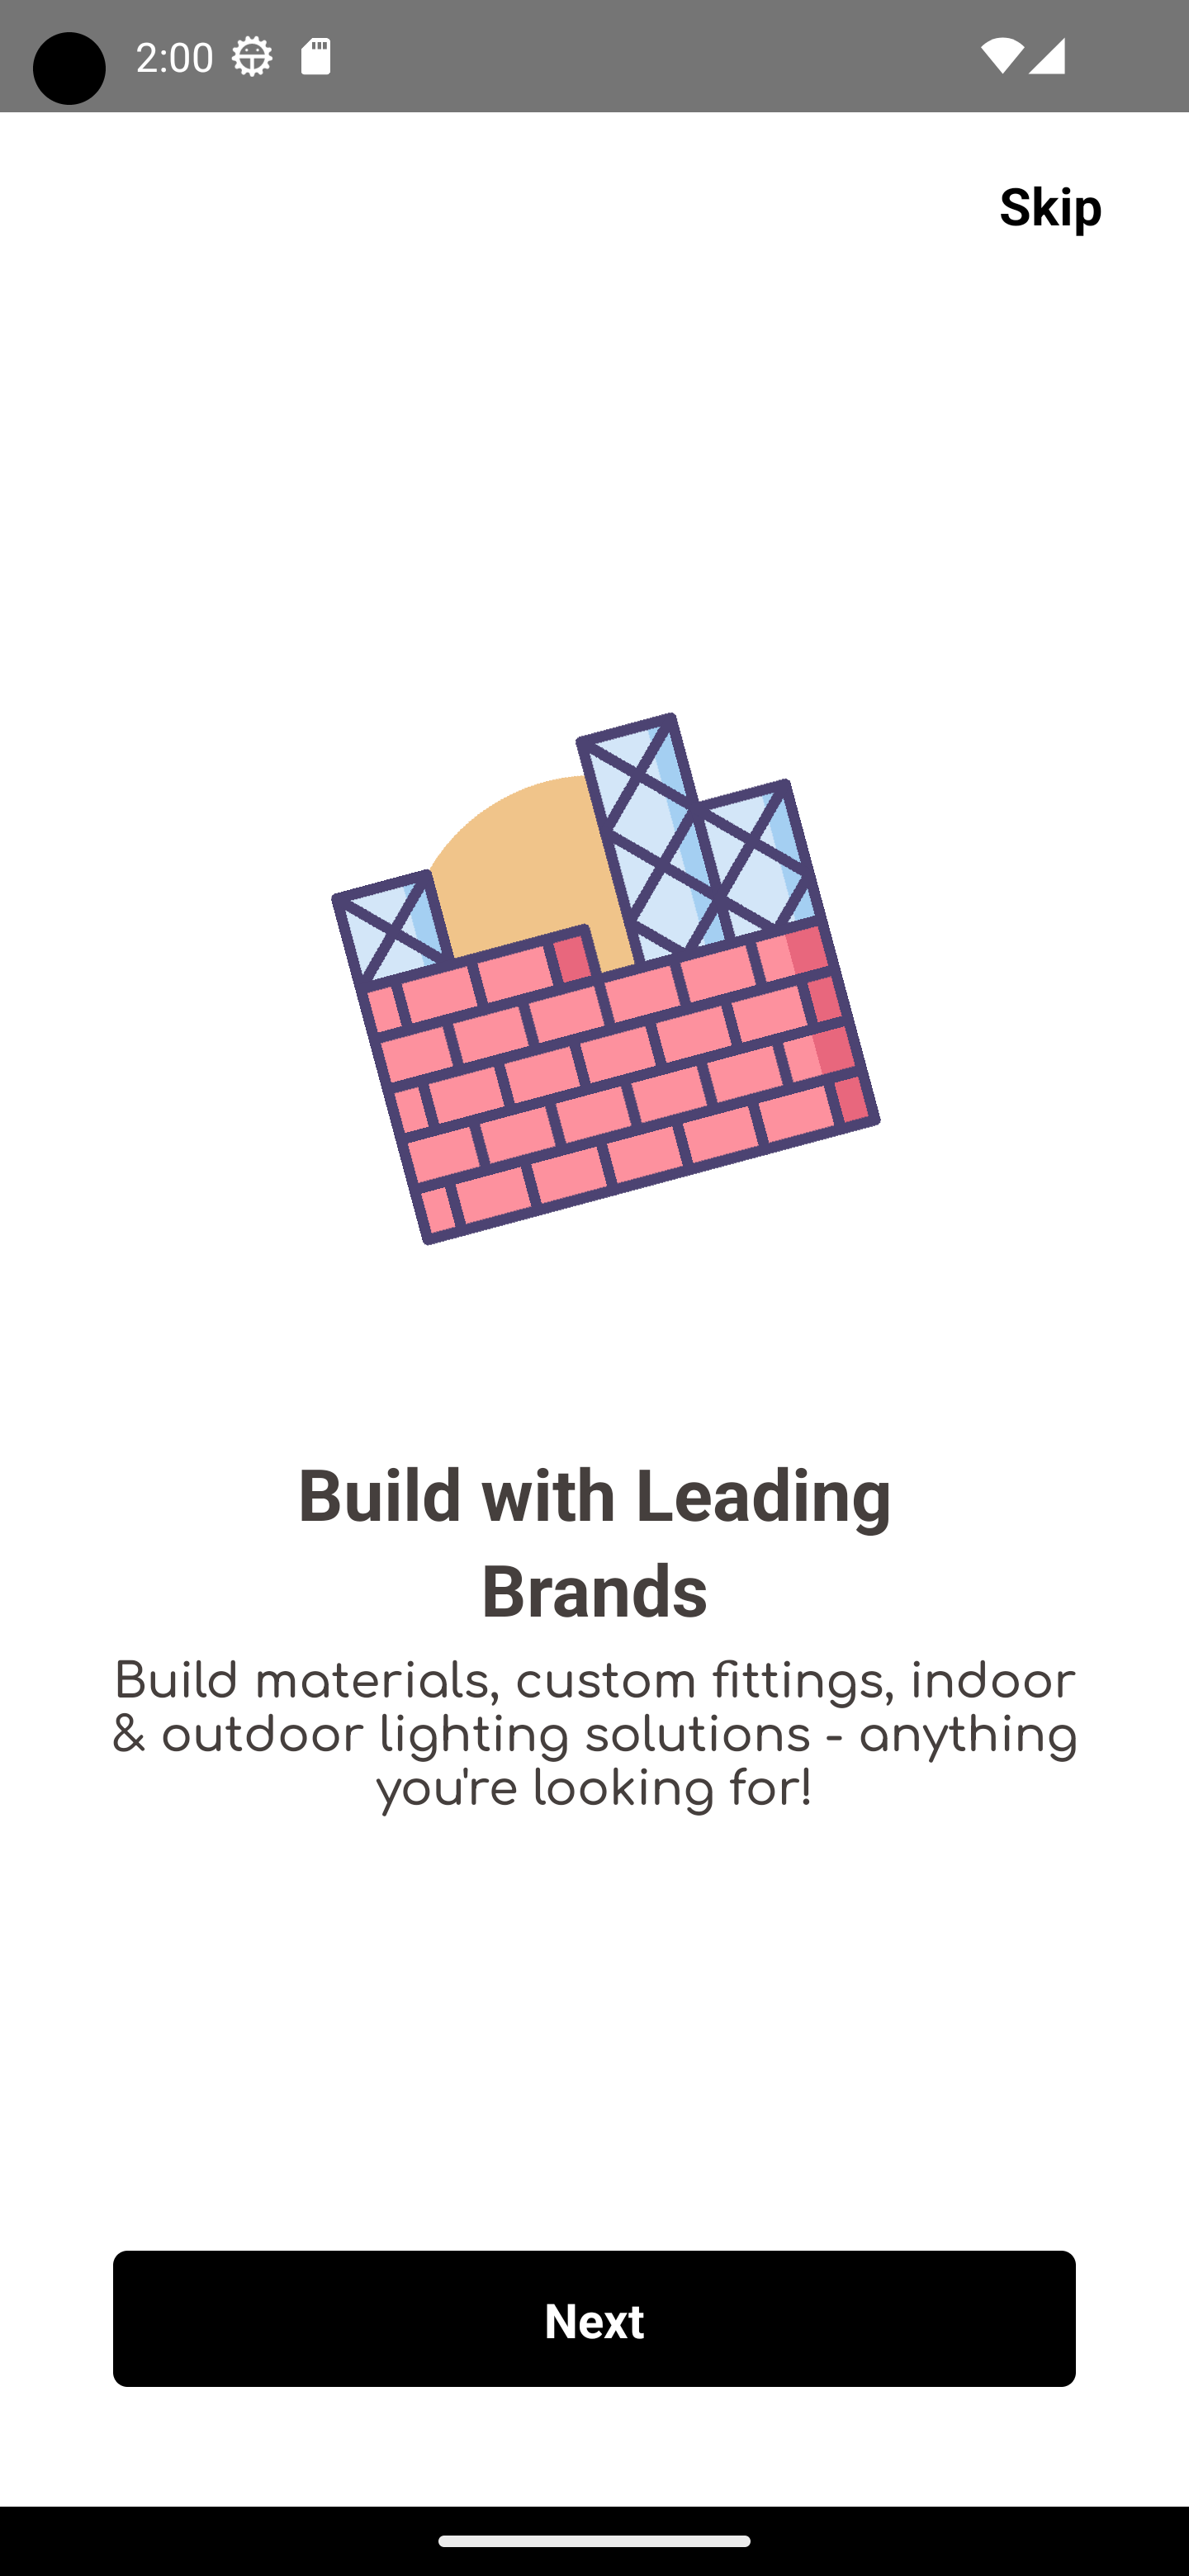 2:00
Skip
Build with Leading
Brands
Build materials, custom fittings, indoor
& outdoor lighting solutions - anything
you're looking for!
Next